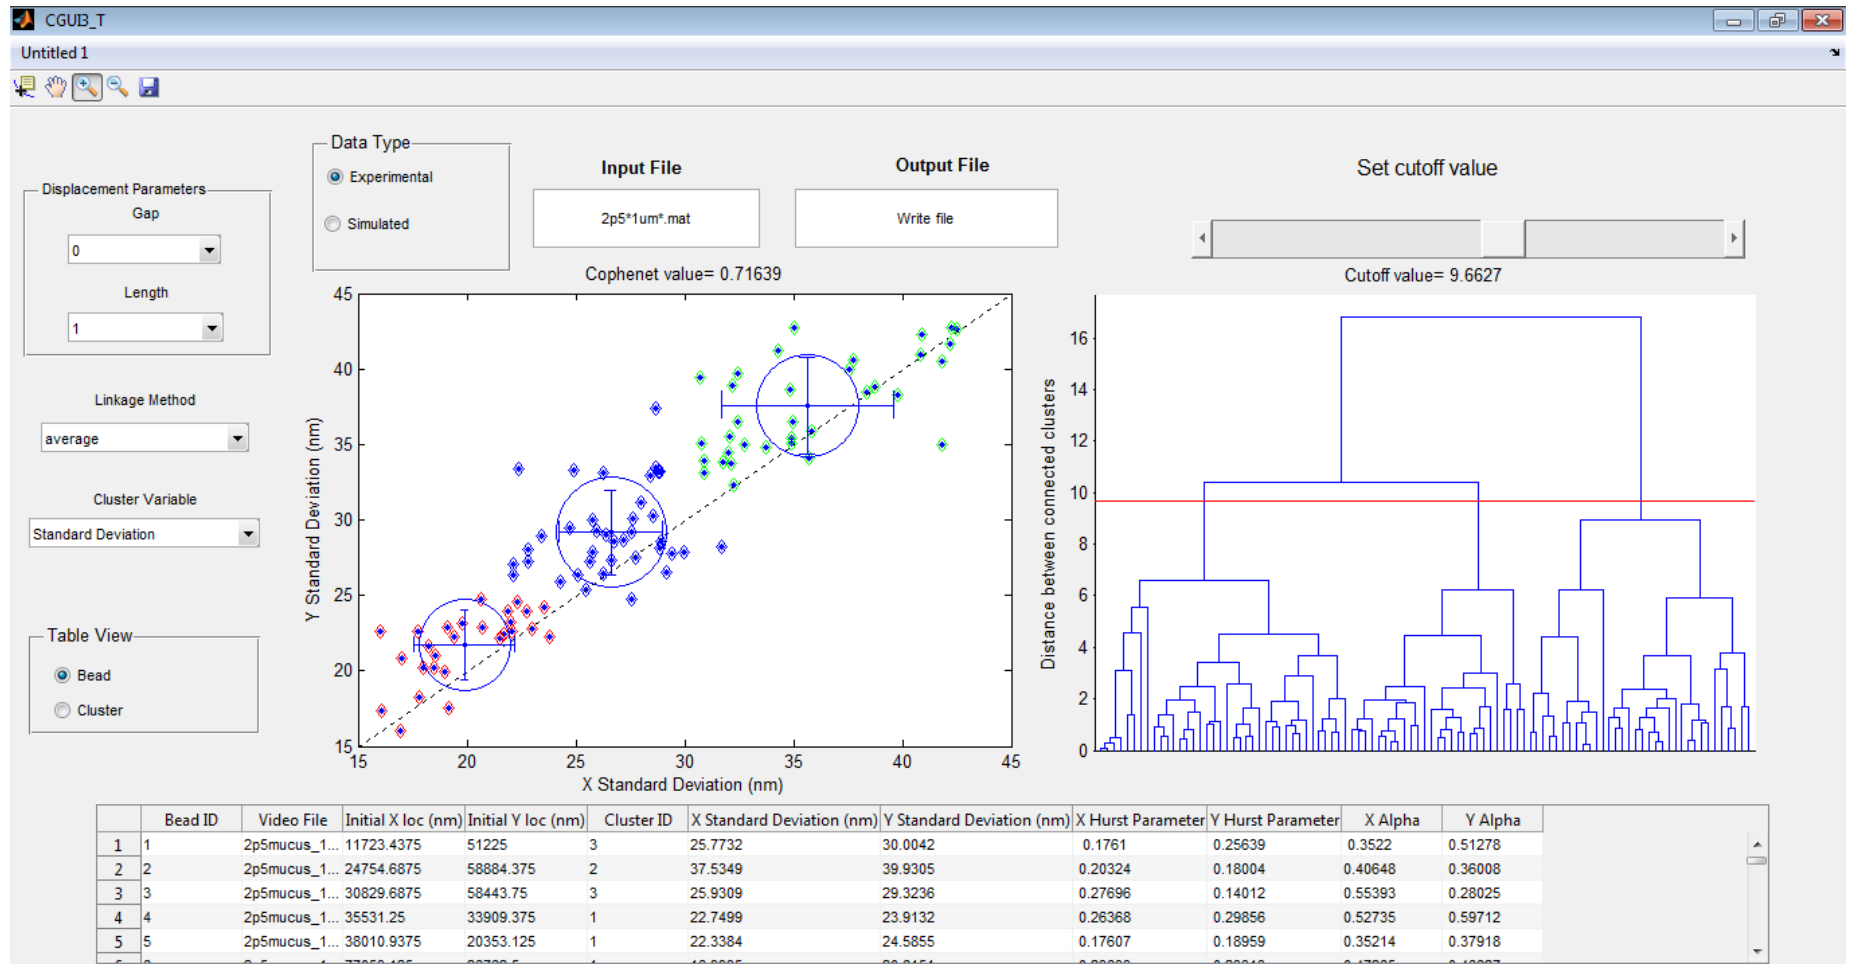 CGUI3_T
Untitled 1
Data Type
Experimental
Simulated
Input File
2p5*1um*.mat
Output File
Write file
Set cutoff value
Displacement Parameters
Gap
0
Length
1
Linkage Method
average
Cluster Variable
Standard Deviation
Table View
Bead
Cluster
Cophenet value= 0.71639
45
40
35
30
25
20
15
Y Standard Deviation (nm)
15 20 25 30 35 40 45
X Standard Deviation (nm)
Cutoff value= 9.6627
16
14
12
10
8
6
4
2
0
Distance between connected clusters
Bead ID Video File Initial X loc (nm) Initial Y loc (nm) Cluster ID X Standard Deviation (nm) Y Standard Deviation (nm) X Hurst Parameter Y Hurst Parameter X Alpha Y Alpha
1 1 2p5mucus_1... 11723.4375 51225 3 25.7732 30.0042 0.1761 0.25639 0.3522 0.51278
2 2 2p5mucus_1... 24754.6875 58884.375 2 37.5349 39.9305 0.20324 0.18004 0.40648 0.36008
3 3 2p5mucus_1... 30829.6875 58443.75 3 25.9309 29.3236 0.27696 0.14012 0.55393 0.28025
4 4 2p5mucus_1... 35531.25 33909.375 1 22.7499 23.9132 0.26368 0.29856 0.52735 0.59712
5 5 2p5mucus_1... 38010.9375 20353.125 1 22.3384 24.5855 0.17607 0.18959 0.35214 0.37918